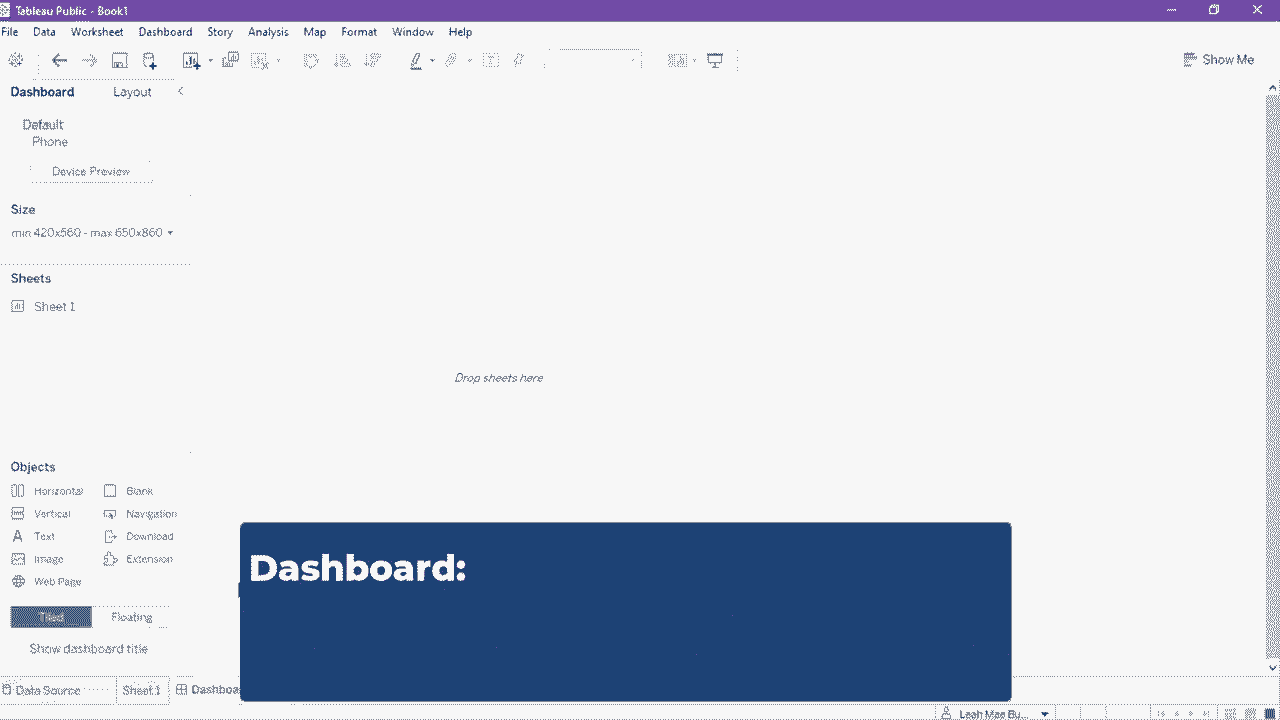 Tableau Public - Book1
File Data Worksheet Dashboard Story Analysis Map Format Window Help
Show Me
Dashboard Layout
Default
Phone
Device Preview
Size
min 420x560 - max 650x860
Sheets
Sheet 1
Drop sheets here
Objects
Horizontal Blank
Vertical Navigation
Text Download
Image Extension
Web Page
Tiled Floating
Show dashboard title
Dashboard:
Data Source Sheet 1 Dashboa
Leah Mae Bu...